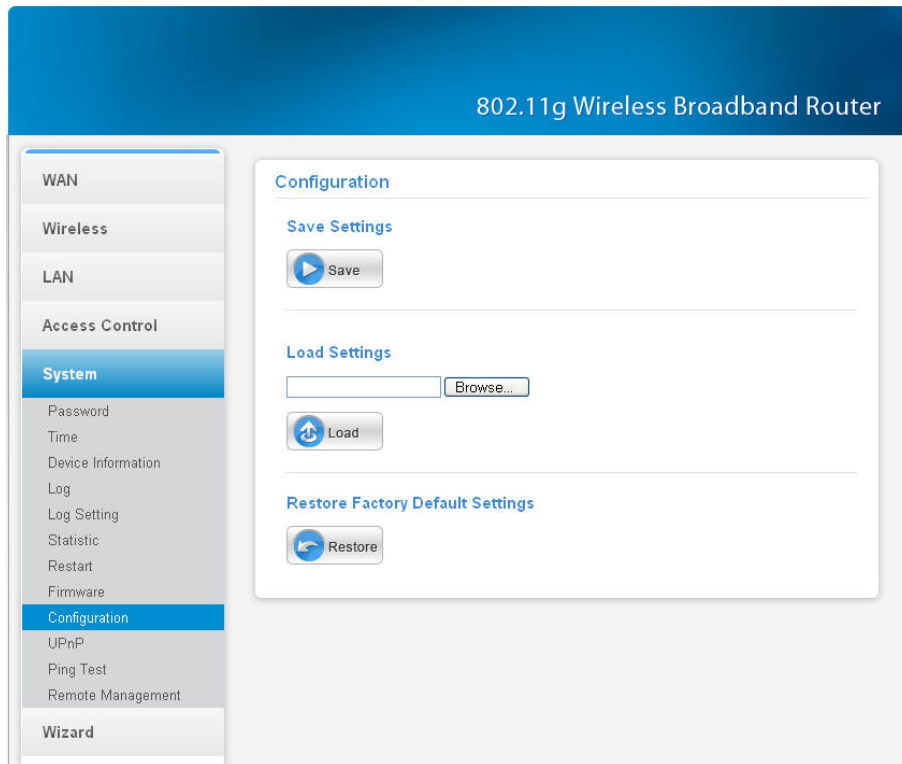 802.11g Wireless Broadband Router
WAN
Wireless
LAN
Access Control
System
Password
Time
Device Information
Log
Log Setting
Statistic
Restart
Firmware
Configuration
UPnP
Ping Test
Remote Management
Wizard
Configuration
Save Settings
Save
Load Settings
Browse...
Load
Restore Factory Default Settings
Restore